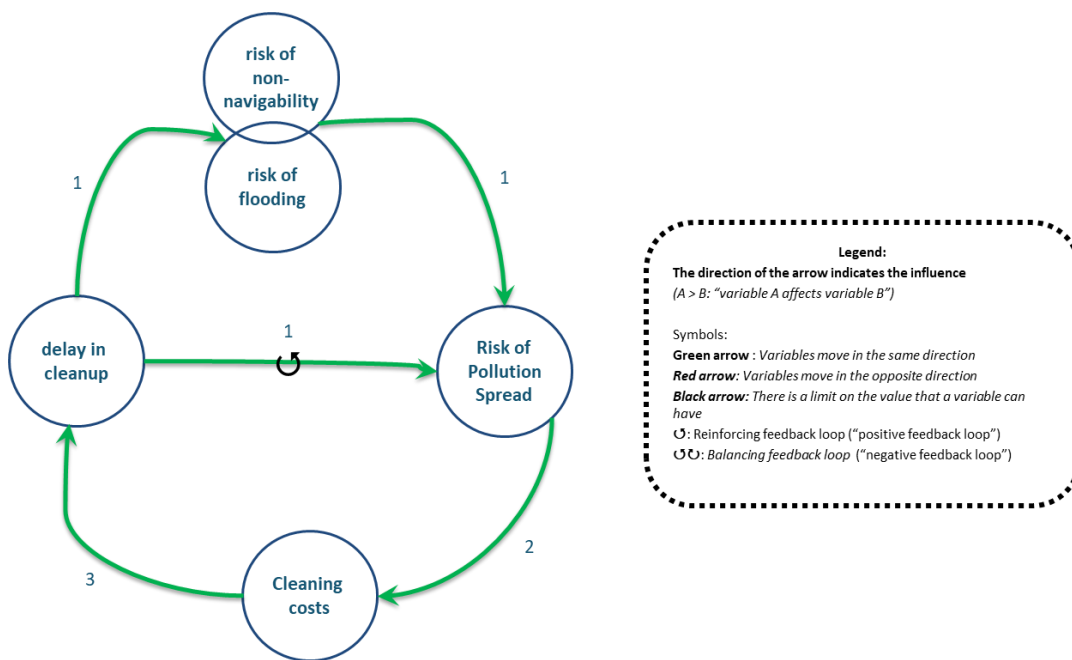 risk of
non-
navigability
risk of
flooding
1
1
delay in
cleanup
1
Risk of
Pollution
Spread
2
3
Cleaning
costs
Legend:
The direction of the arrow indicates the influence
(A > B: “variable A affects variable B”)
Symbols:
Green arrow : Variables move in the same direction
Red arrow: Variables move in the opposite direction
Black arrow: There is a limit on the value that a variable can
have
↺: Reinforcing feedback loop (“positive feedback loop”)
↺↻: Balancing feedback loop (“negative feedback loop”)